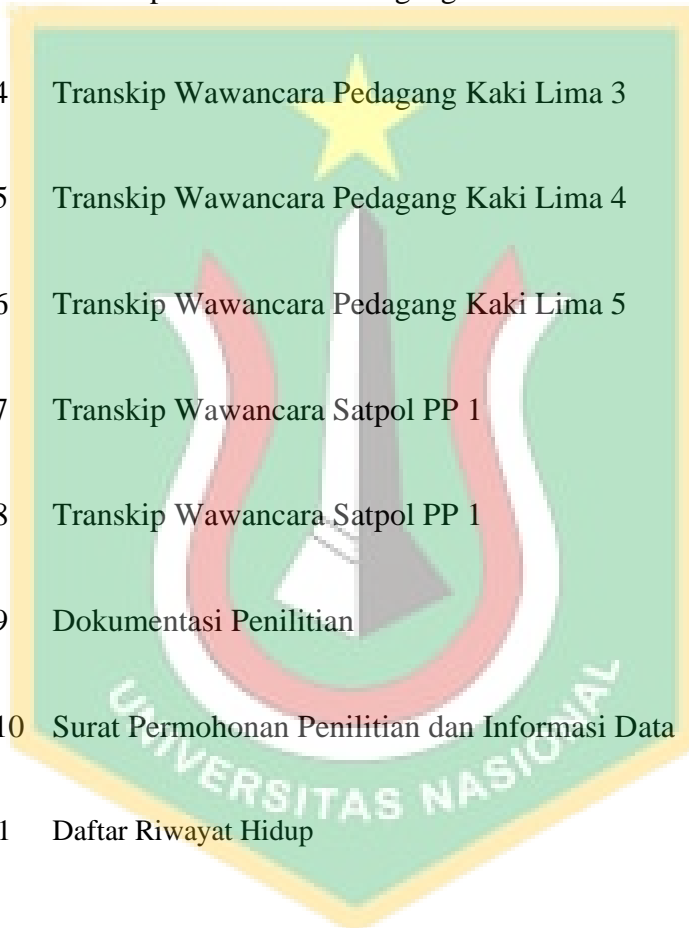 4 Transkip Wawancara Pedagang Kaki Lima 3
5 Transkip Wawancara Pedagang Kaki Lima 4
6 Transkip Wawancara Pedagang Kaki Lima 5
7 Transkip Wawancara Satpol PP 1
8 Transkip Wawancara Satpol PP 1
9 Dokumentasi Penilitian
10 Surat Permohonan Penilitian dan Informasi Data
1 Daftar Riwayat Hidup
UNIVERSITAS NASIONAL